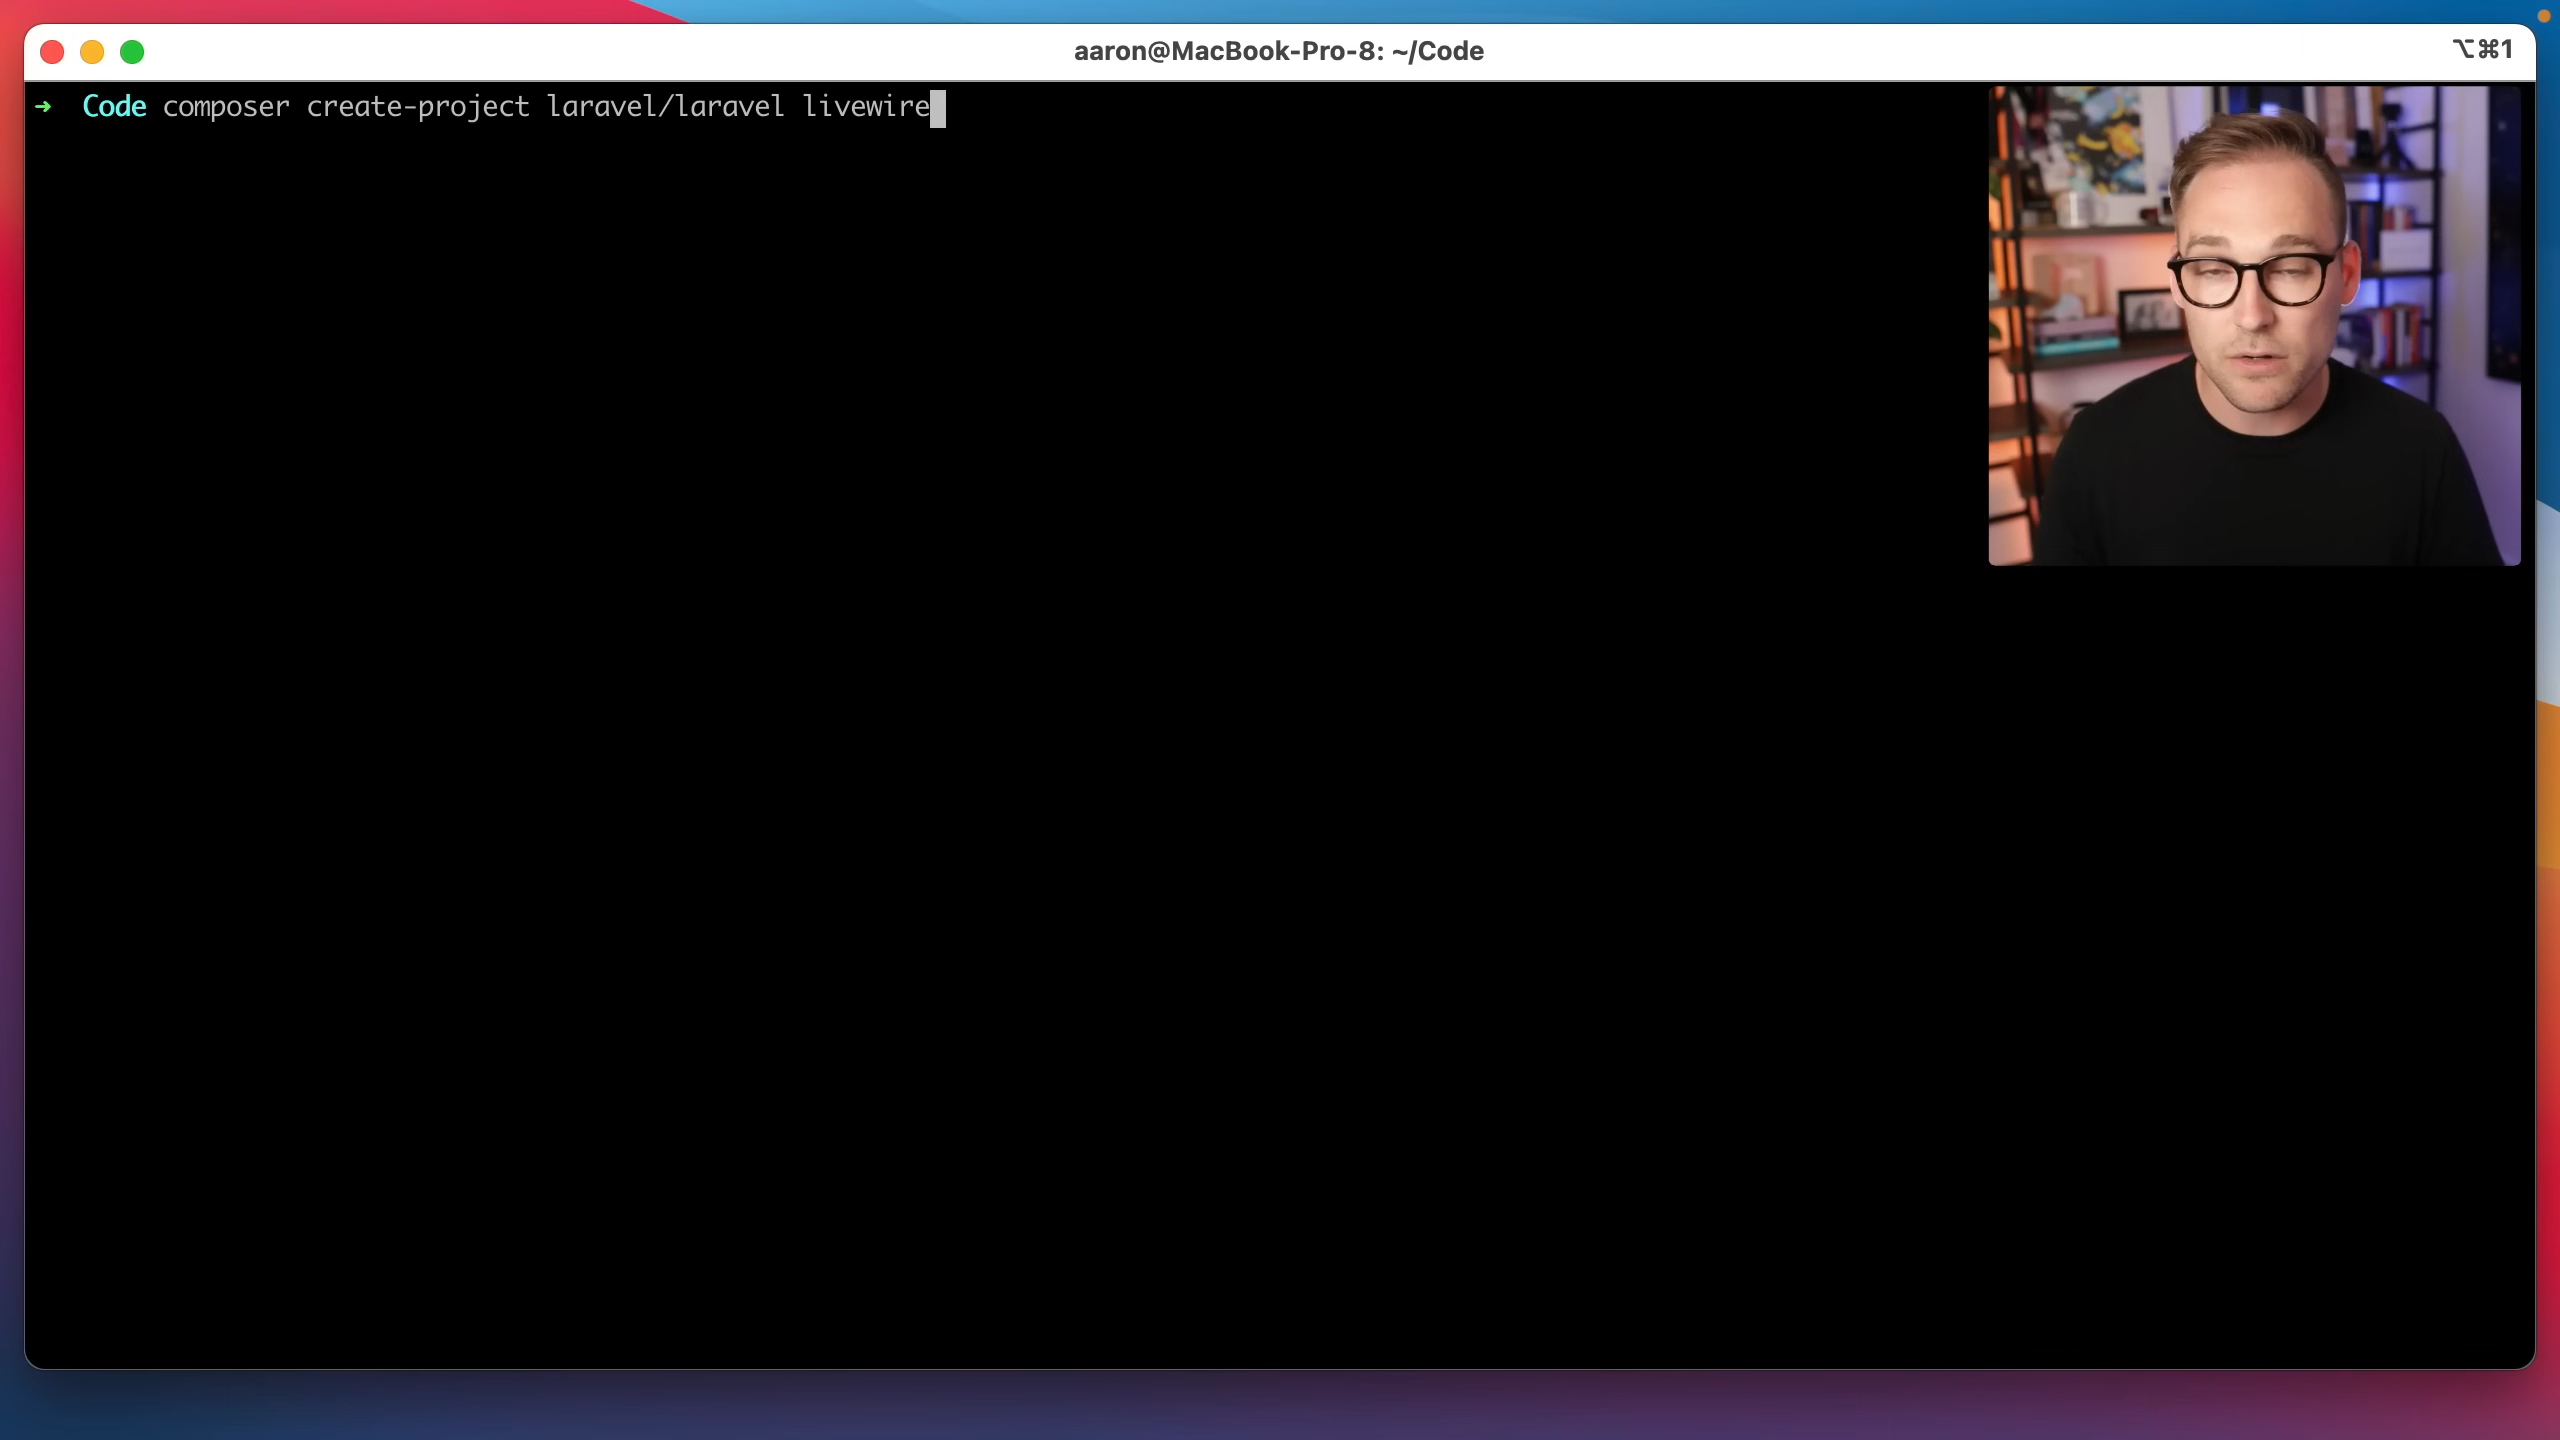 aaron@MacBook-Pro-8: ~/Code
⌥⌘1
➜ Code composer create-project laravel/laravel livewire